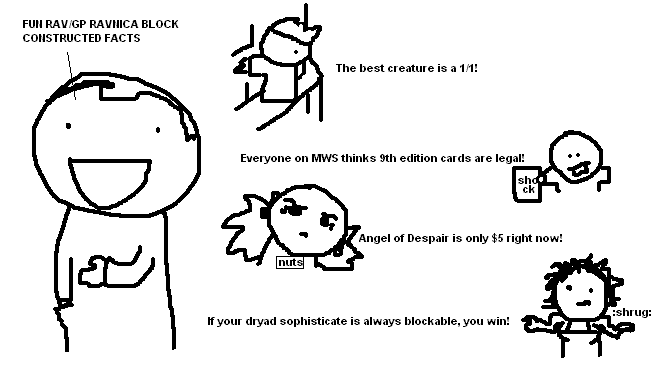 FUN RAV/GP RAVNICA BLOCK
CONSTRUCTED FACTS
The best creature is a 1/1!
Everyone on MWS thinks 9th edition cards are legal!
sho
ck
Angel of Despair is only $5 right now!
nuts
:shrug:
If your dryad sophisticate is always blockable, you win!